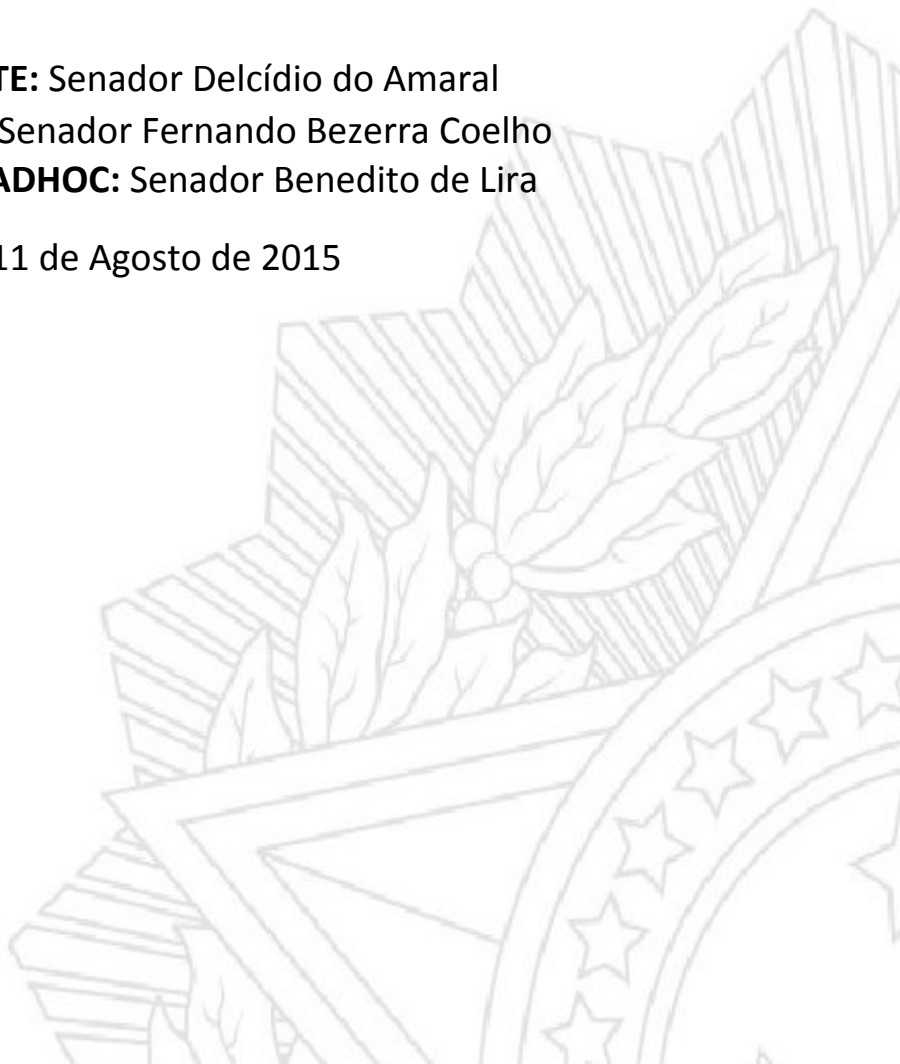 TE: Senador Delcídio do Amaral
Senador Fernando Bezerra Coelho
ADHOC: Senador Benedito de Lira
11 de Agosto de 2015